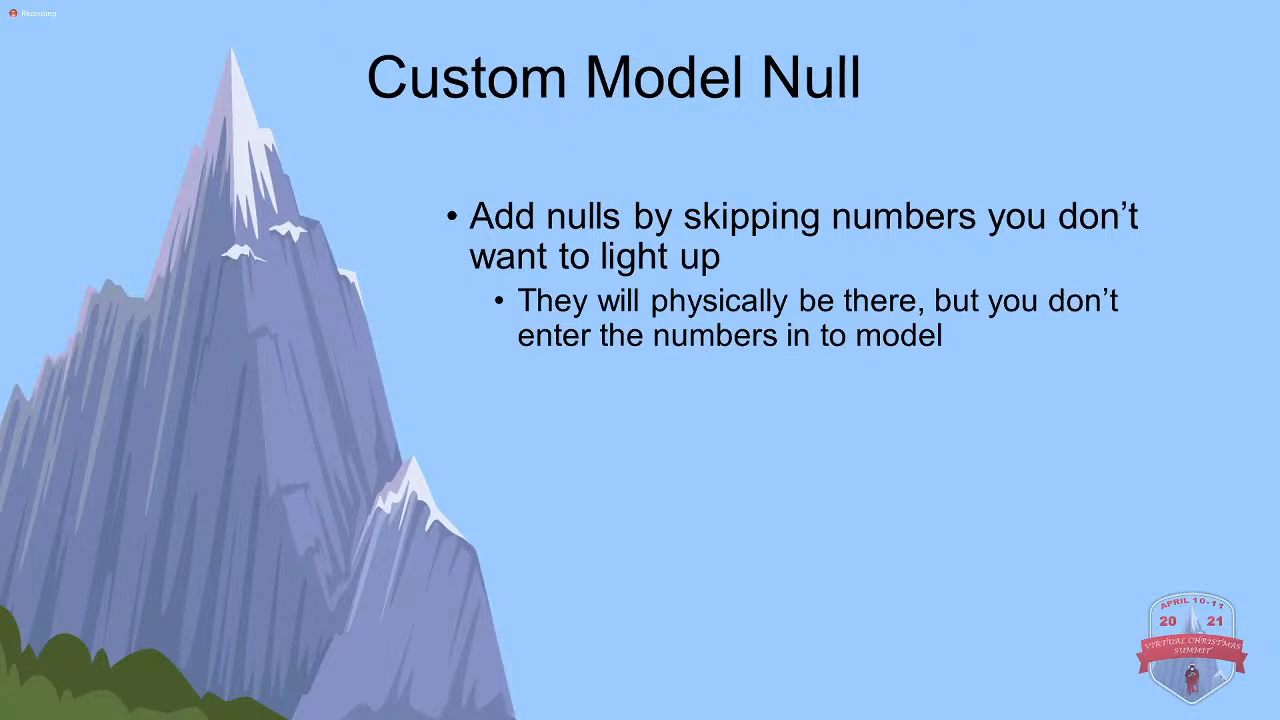 Recording
Custom Model Null
• Add nulls by skipping numbers you don’t
want to light up
• They will physically be there, but you don’t
enter the numbers in to model
APRIL 10-11
20 21
VIRTUAL CHRISTMAS
SUMMIT